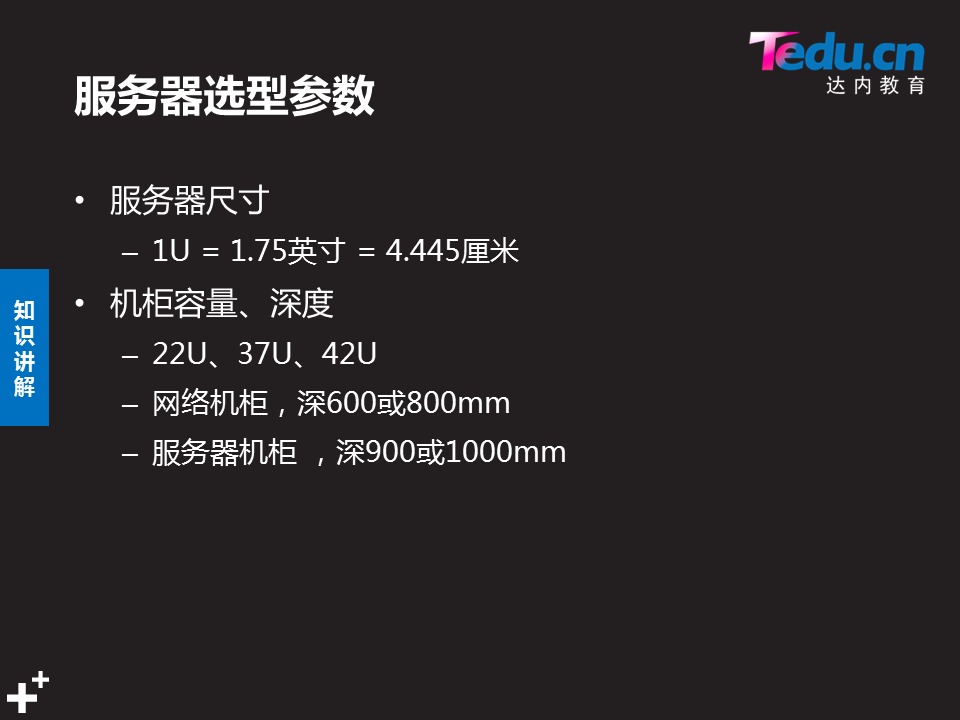 Tedu.cn
达内教育
服务器选型参数
• 服务器尺寸
– 1U = 1.75英寸 = 4.445厘米
• 机柜容量、深度
– 22U、37U、42U
– 网络机柜，深600或800mm
– 服务器机柜 ，深900或1000mm
知识讲解